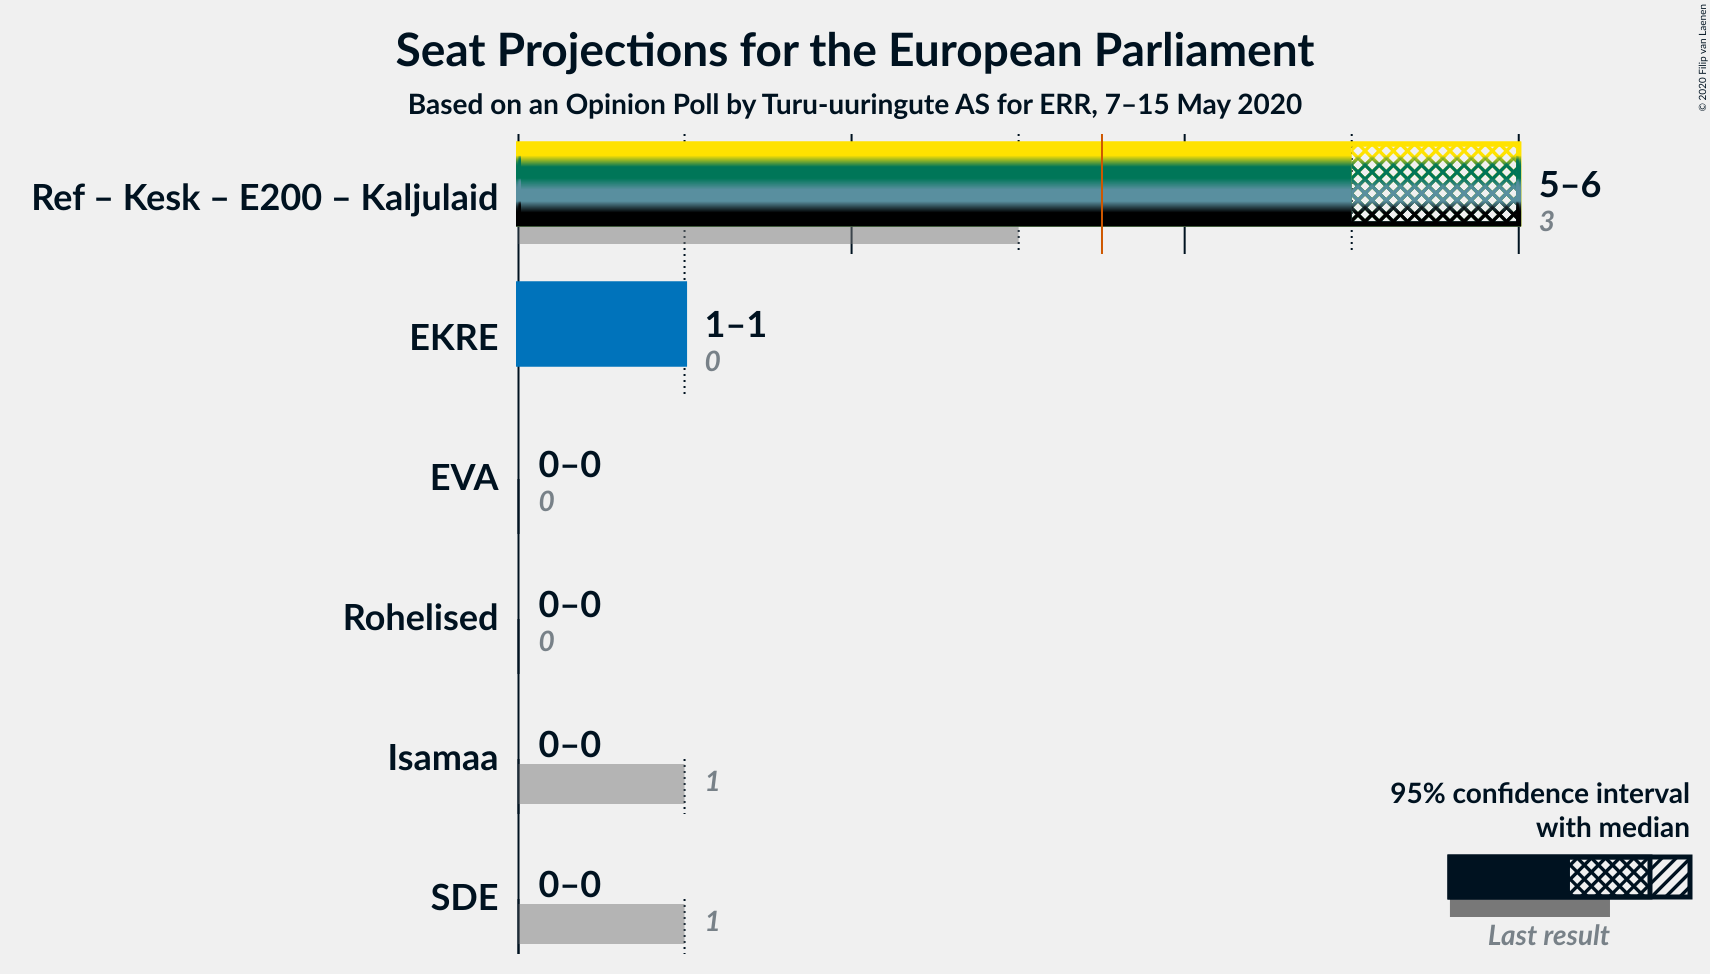 Seat Projections for the European Parliament
Based on an Opinion Poll by Turu-uuringute AS for ERR, 7–15 May 2020
© 2020 Filip van Laenen
Ref – Kesk – E200 – Kaljulaid
5–6
3
EKRE
1–1
0
EVA
0–0
0
Rohelised
0–0
0
Isamaa
0–0
1
SDE
0–0
1
95% confidence interval
with median
Last result